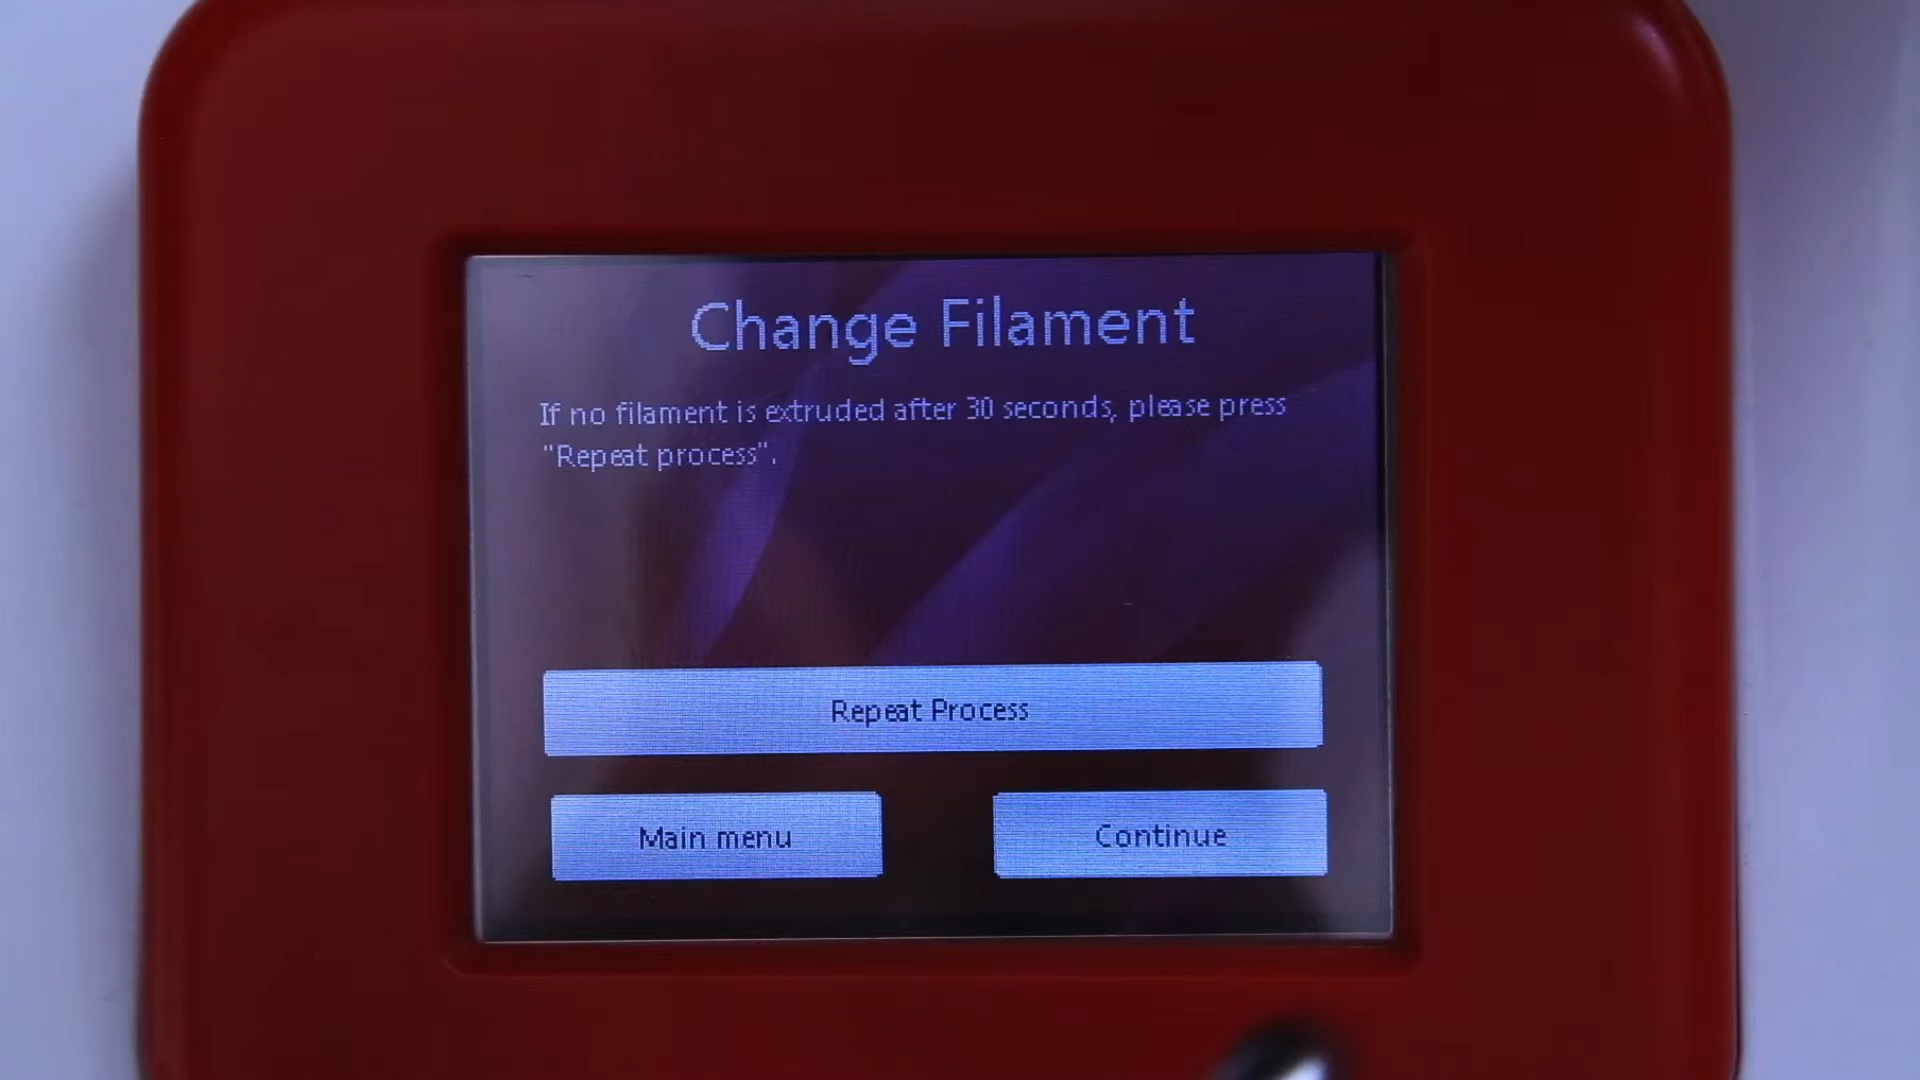 Change Filament
If no filament is extruded after 30 seconds, please press
"Repeat process".
Repeat Process
Main menu
Continue